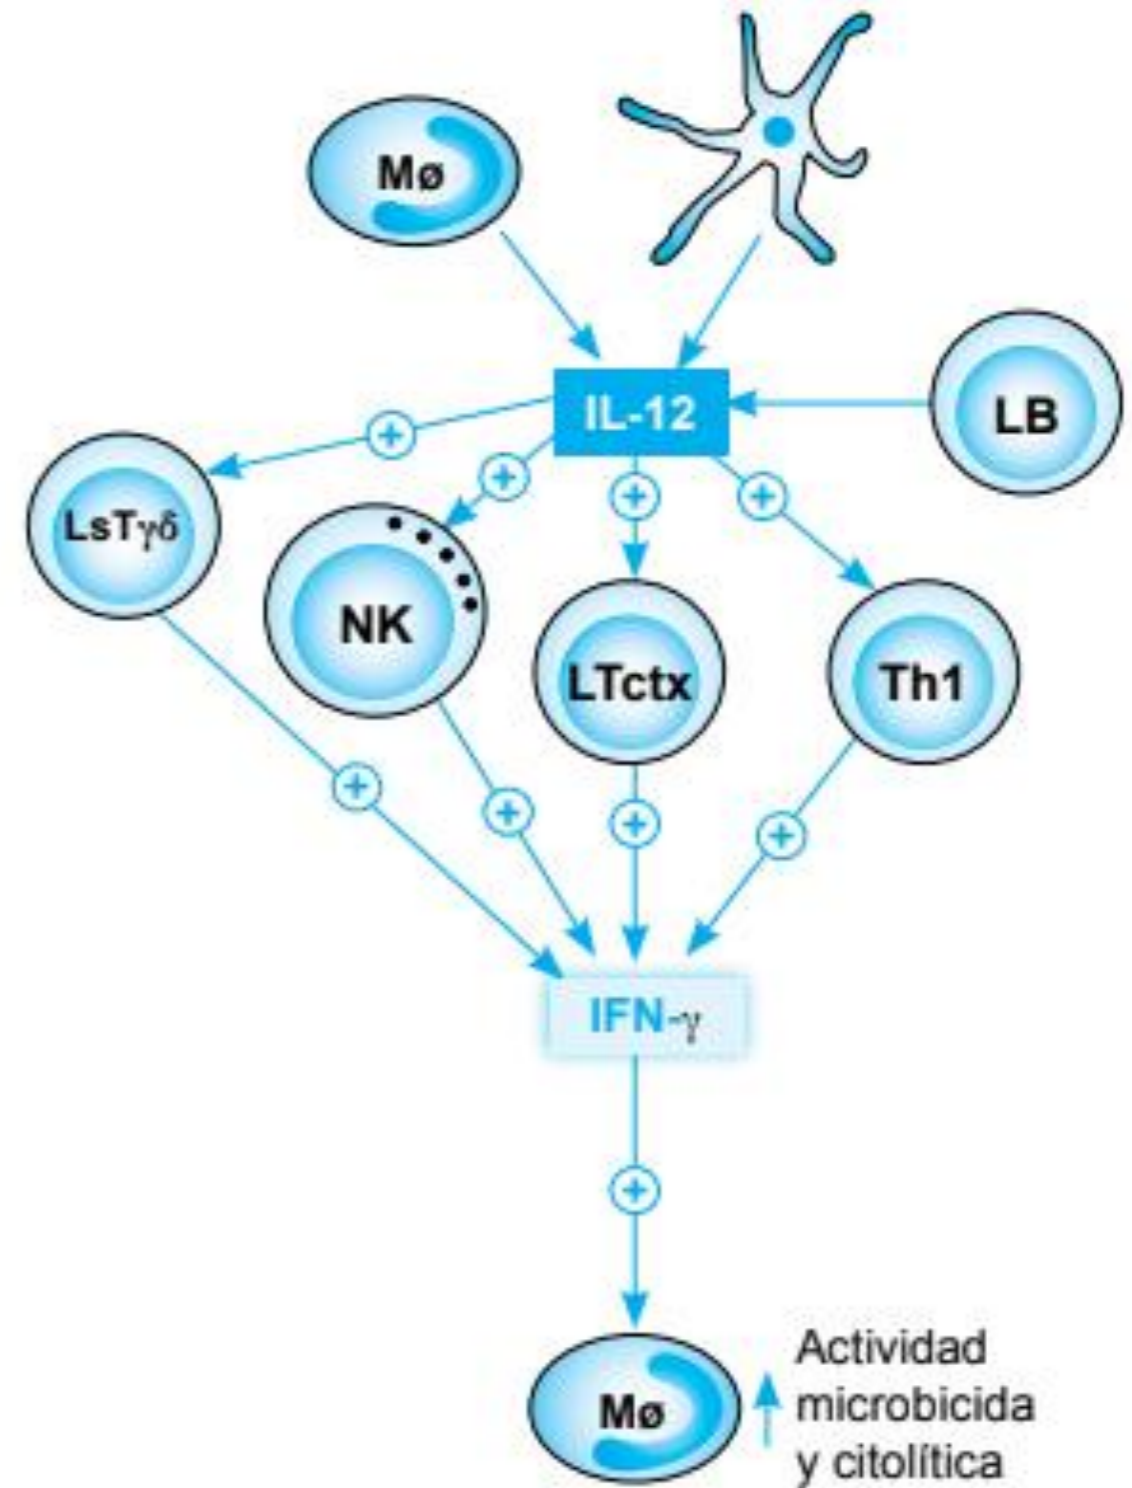 Mø
IL-12
LB
LsTγδ
NK
LTctx
Th1
+
+
+
+
+
+
+
+
IFN-γ
+
Mø
Actividad
microbicida
y citolítica